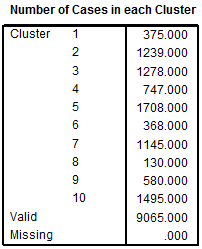 Number of Cases in each Cluster
Cluster 1 375.000
2 1239.000
3 1278.000
4 747.000
5 1708.000
6 368.000
7 1145.000
8 130.000
9 580.000
10 1495.000
Valid 9065.000
Missing .000